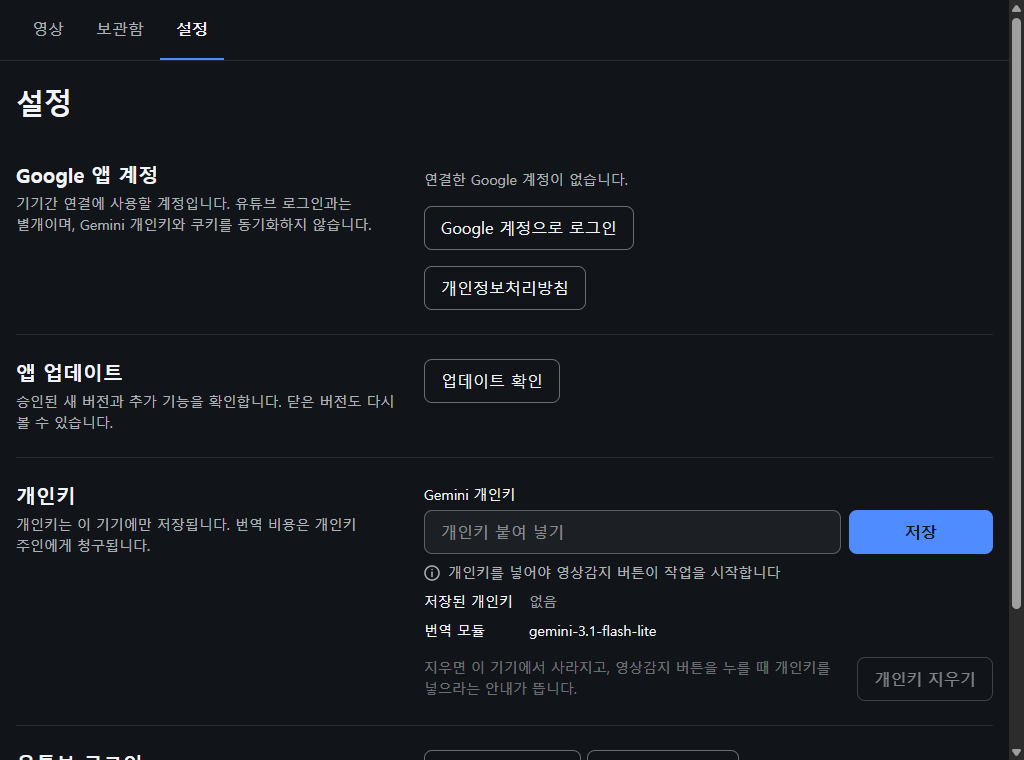 영상
보관함
설정
설정
Google 앱 계정
기기간 연결에 사용할 계정입니다. 유튜브 로그인과는
별개이며, Gemini 개인키와 쿠키를 동기화하지 않습니다.
연결한 Google 계정이 없습니다.
Google 계정으로 로그인
개인정보처리방침
앱 업데이트
승인된 새 버전과 추가 기능을 확인합니다. 닫은 버전도 다시
볼 수 있습니다.
업데이트 확인
개인키
개인키는 이 기기에만 저장됩니다. 번역 비용은 개인키
주인에게 청구됩니다.
Gemini 개인키
개인키 붙여 넣기
저장
개인키를 넣어야 영상감지 버튼이 작업을 시작합니다
저장된 개인키 없음
번역 모듈 gemini-3.1-flash-lite
지우면 이 기기에서 사라지고, 영상감지 버튼을 누를 때 개인키를
넣으라는 안내가 뜹니다.
개인키 지우기